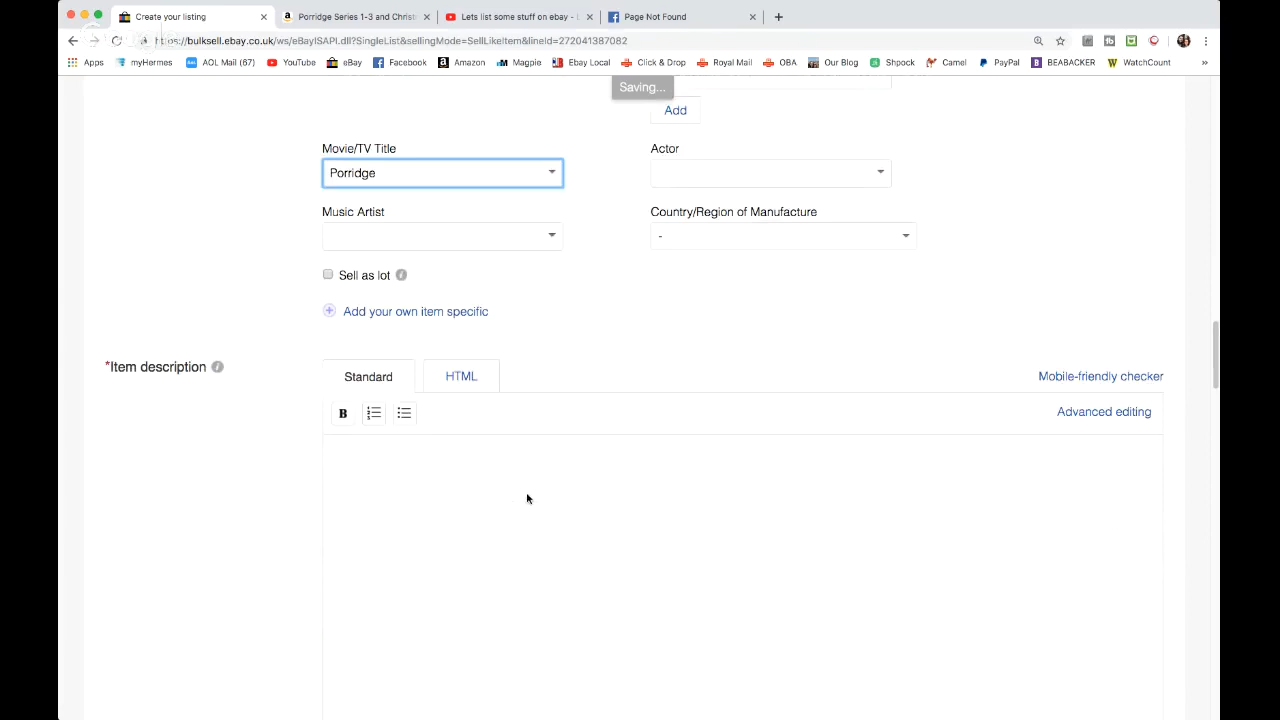 Create your listing
Porridge Series 1-3 and Christ
Lets list some stuff on ebay - L
Page Not Found
https://bulksell.ebay.co.uk/ws/eBayISAPI.dll?SingleList&sellingMode=SellLikeItem&lineId=272041387082
Apps myHermes AOL Mail (67) YouTube eBay Facebook Amazon Magpie Ebay Local Click & Drop Royal Mail OBA Our Blog Shpock Camel PayPal BEABACKER WatchCount »
Saving...
Add
Movie/TV Title
Actor
Porridge
Music Artist
Country/Region of Manufacture
-
Sell as lot
Add your own item specific
*Item description
Standard
HTML
Mobile-friendly checker
B
Advanced editing